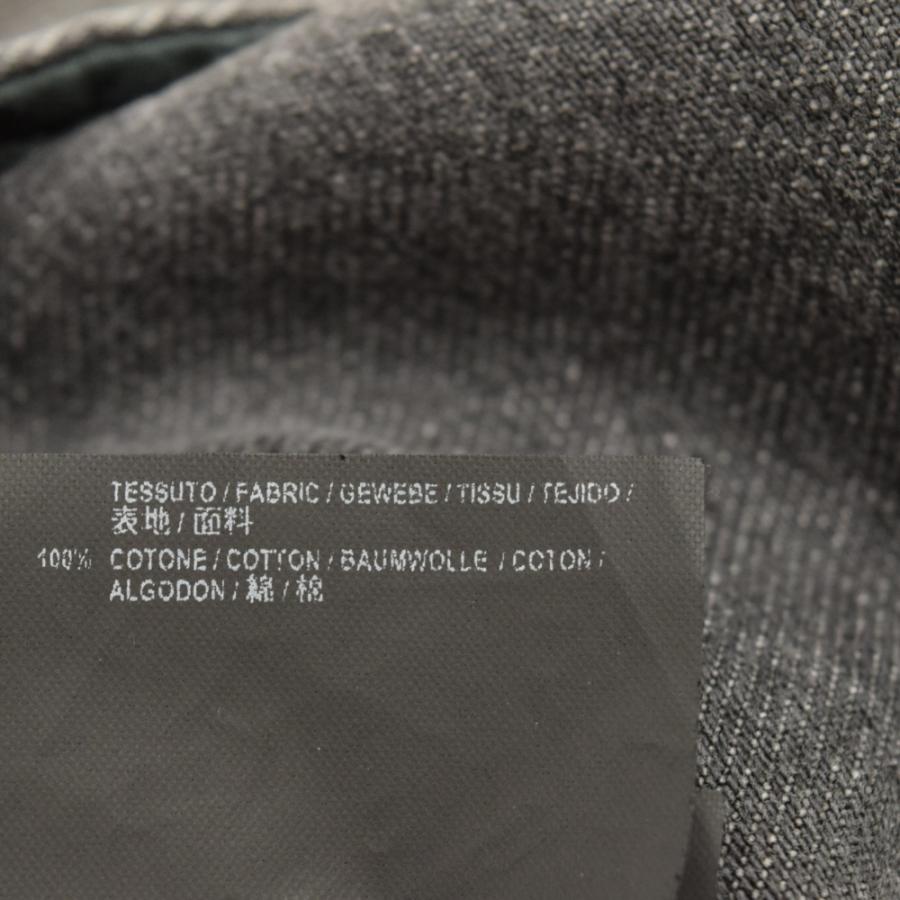 TESSUTO / FABRIC / GEWEBE / TISSU / TEJIDO /
表地 / 面料
100% COTONE / COTTON / BAUMWOLLE / COTON /
ALGODON / 綿 / 棉